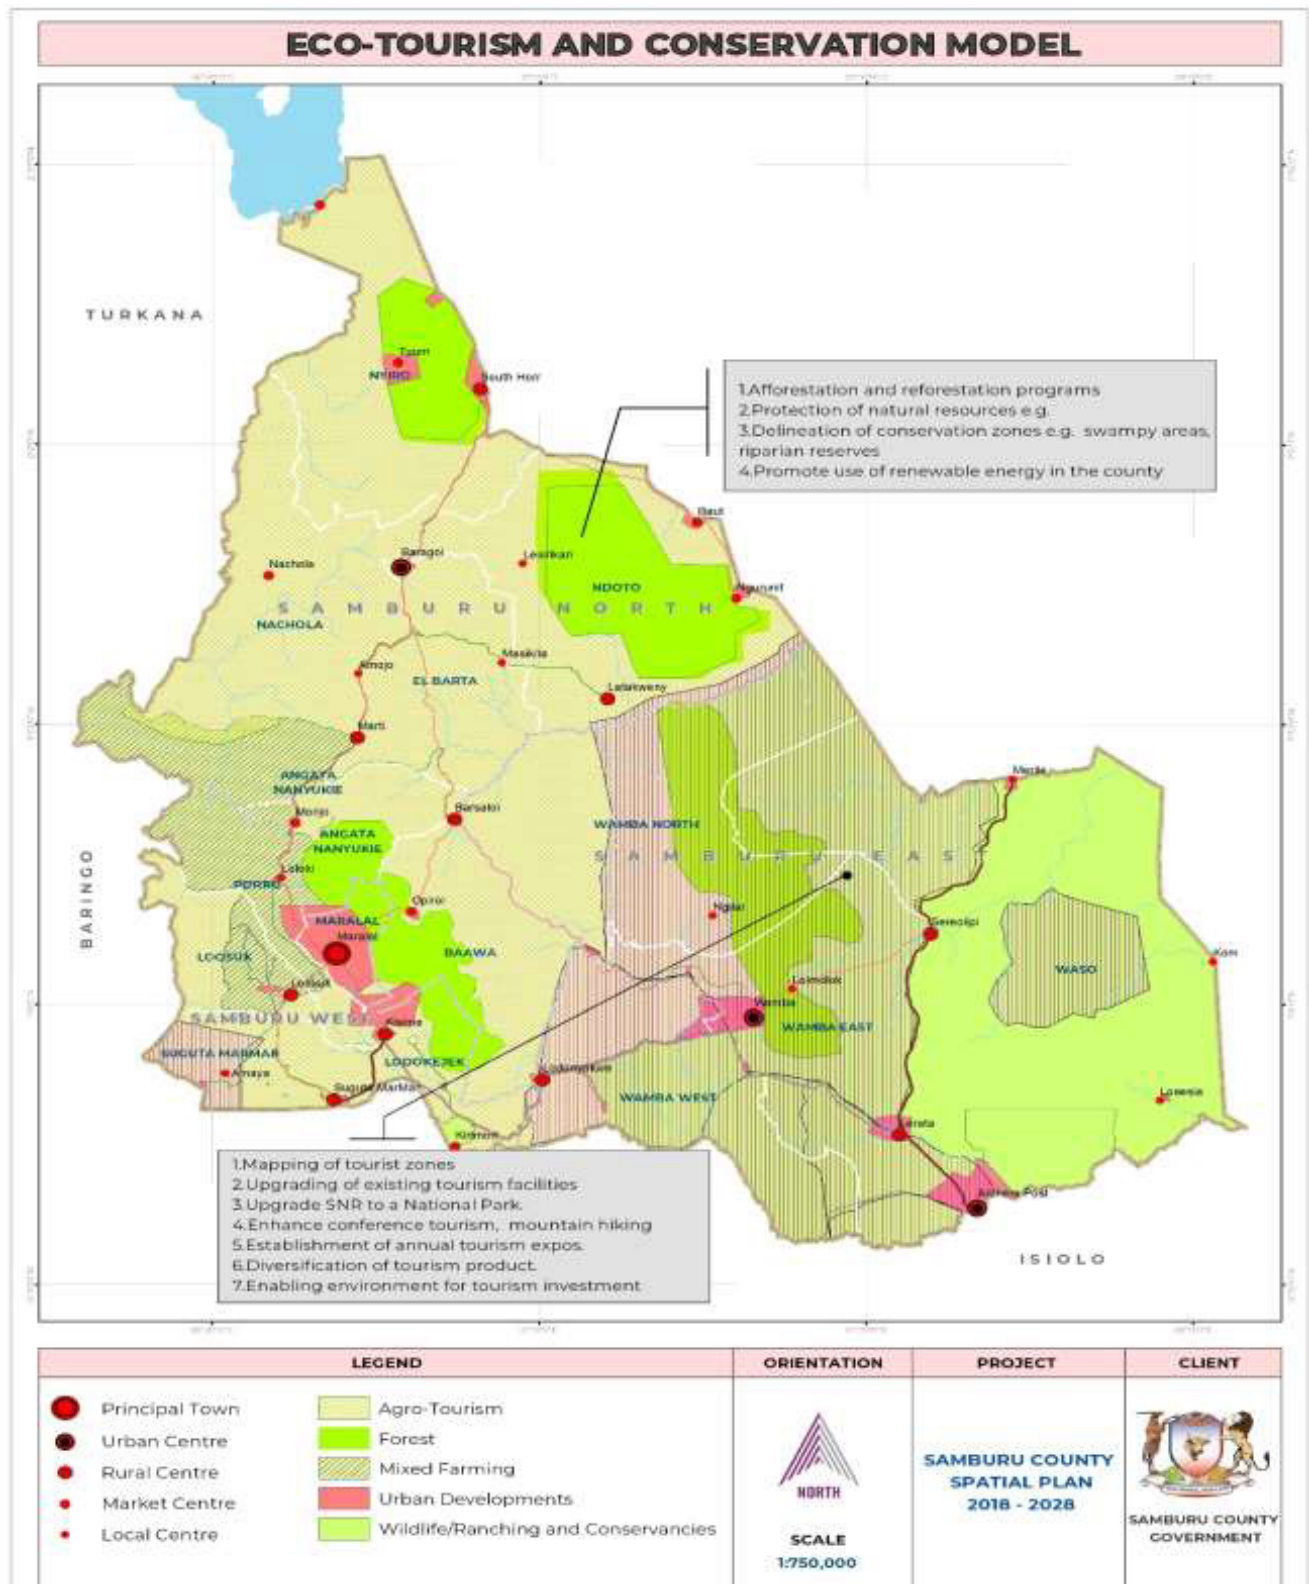 ECO-TOURISM AND CONSERVATION MODEL
TURKANA
Tuum
NYIRO
South Horr
1.Afforestation and reforestation programs
2.Protection of natural resources e.g.
3.Delineation of conservation zones e.g. swampy areas,
riparian reserves
4.Promote use of renewable energy in the county
Baragoi
Nachola
NDOTO
SAMBURU NORTH
NACHOLA
Masikita
EL BARTA
Latakweny
Marti
ANGATA
NANYUKIE
Barsaloi
Morijo
ANGATA
NANYUKIE
WAMBA NORTH
SAMBURU EAST
BARINGO
Opiroi
MARALAL
Maralal
Ngilai
Sereolipi
LOOSUK
BAAWA
WASO
Kom
Wamba
WAMBA EAST
SAMBURU WEST
Kisima
SUGUTA MARMAR
Amaya
LODOKEJEK
WAMBA WEST
Suguta MarMar
Lerata
Archers Post
ISIOLO
1.Mapping of tourist zones
2.Upgrading of existing tourism facilities
3.Upgrade SNR to a National Park.
4.Enhance conference tourism, mountain hiking
5.Establishment of annual tourism expos.
6.Diversification of tourism product.
7.Enabling environment for tourism investment
LEGEND
Principal Town
Urban Centre
Rural Centre
Market Centre
Local Centre
Agro-Tourism
Forest
Mixed Farming
Urban Developments
Wildlife/Ranching and Conservancies
ORIENTATION
NORTH
SCALE
1:750,000
PROJECT
SAMBURU COUNTY
SPATIAL PLAN
2018 - 2028
CLIENT
SAMBURU COUNTY
GOVERNMENT